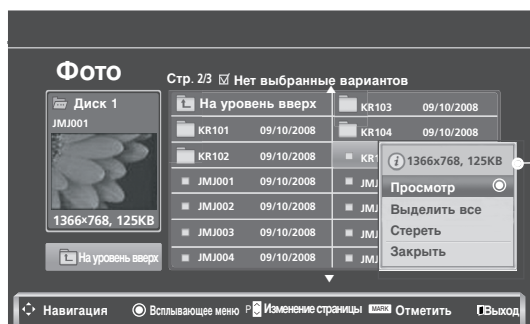 Фото
Стр. 2/3 Нет выбранные вариантов
Диск 1
JMJ001
1366x768, 125KB
На уровень вверх
На уровень вверх
KR101 09/10/2008
KR102 09/10/2008
JMJ001 09/10/2008
JMJ002 09/10/2008
JMJ003 09/10/2008
JMJ004 09/10/2008
KR103 09/10/2008
KR104 09/10/2008
1366x768, 125KB
Просмотр
Выделить все
Стереть
Закрыть
Навигация Всплывающее меню P Изменение страницы MARK Отметить Выход